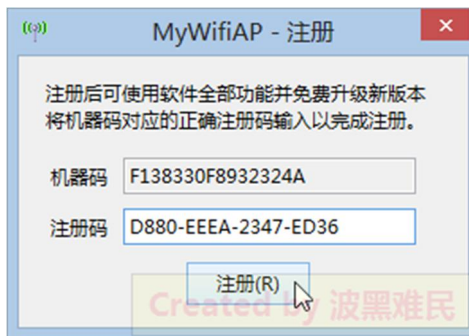 MyWifiAP - 注册
注册后可使用软件全部功能并免费升级新版本
将机器码对应的正确注册码输入以完成注册。
机器码 F138330F8932324A
注册码 D880-EEEA-2347-ED36
注册(R)
Created by 波黑难民